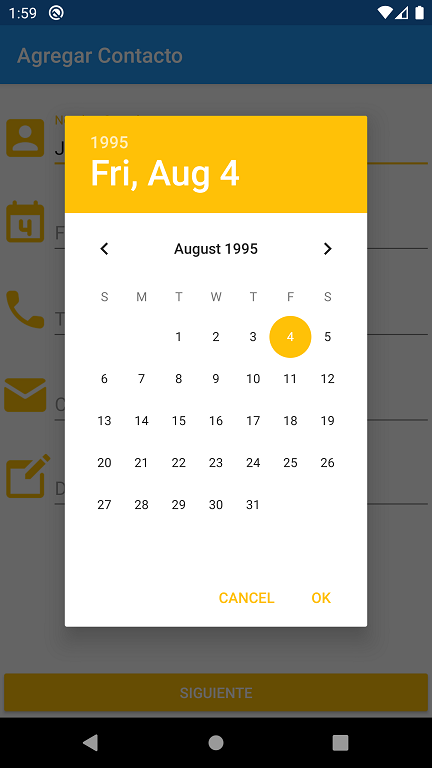 1:59
Agregar Contacto
N
J
F
T
C
D
1995
Fri, Aug 4
August 1995
S M T W T F S
1 2 3 4 5
6 7 8 9 10 11 12
13 14 15 16 17 18 19
20 21 22 23 24 25 26
27 28 29 30 31
CANCEL OK
SIGUIENTE